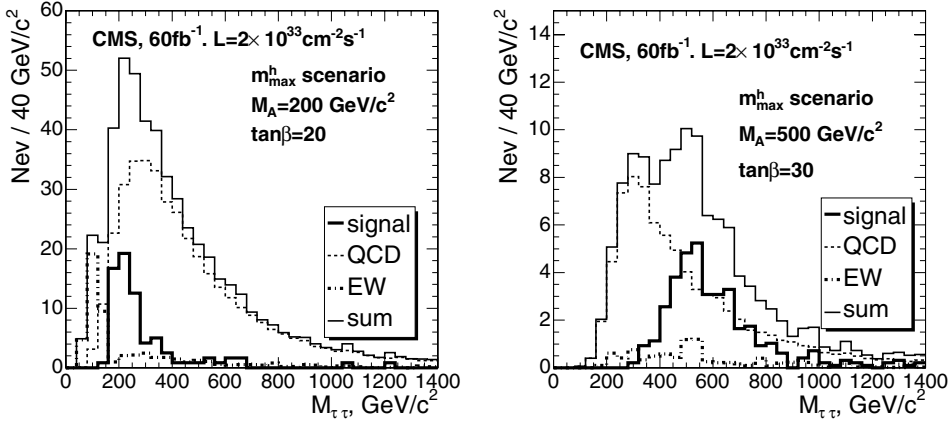 CMS, 60fb⁻¹. L=2× 10³³cm⁻²s⁻¹
m^h_max scenario
M_A=200 GeV/c²
tanβ=20
signal
QCD
EW
sum
Nev / 40 GeV/c²
60
50
40
30
20
10
0
0 200 400 600 800 1000 1200 1400
M_ττ, GeV/c²
CMS, 60fb⁻¹. L=2× 10³³cm⁻²s⁻¹
m^h_max scenario
M_A=500 GeV/c²
tanβ=30
signal
QCD
EW
sum
Nev / 40 GeV/c²
14
12
10
8
6
4
2
0
0 200 400 600 800 1000 1200 1400
M_ττ, GeV/c²